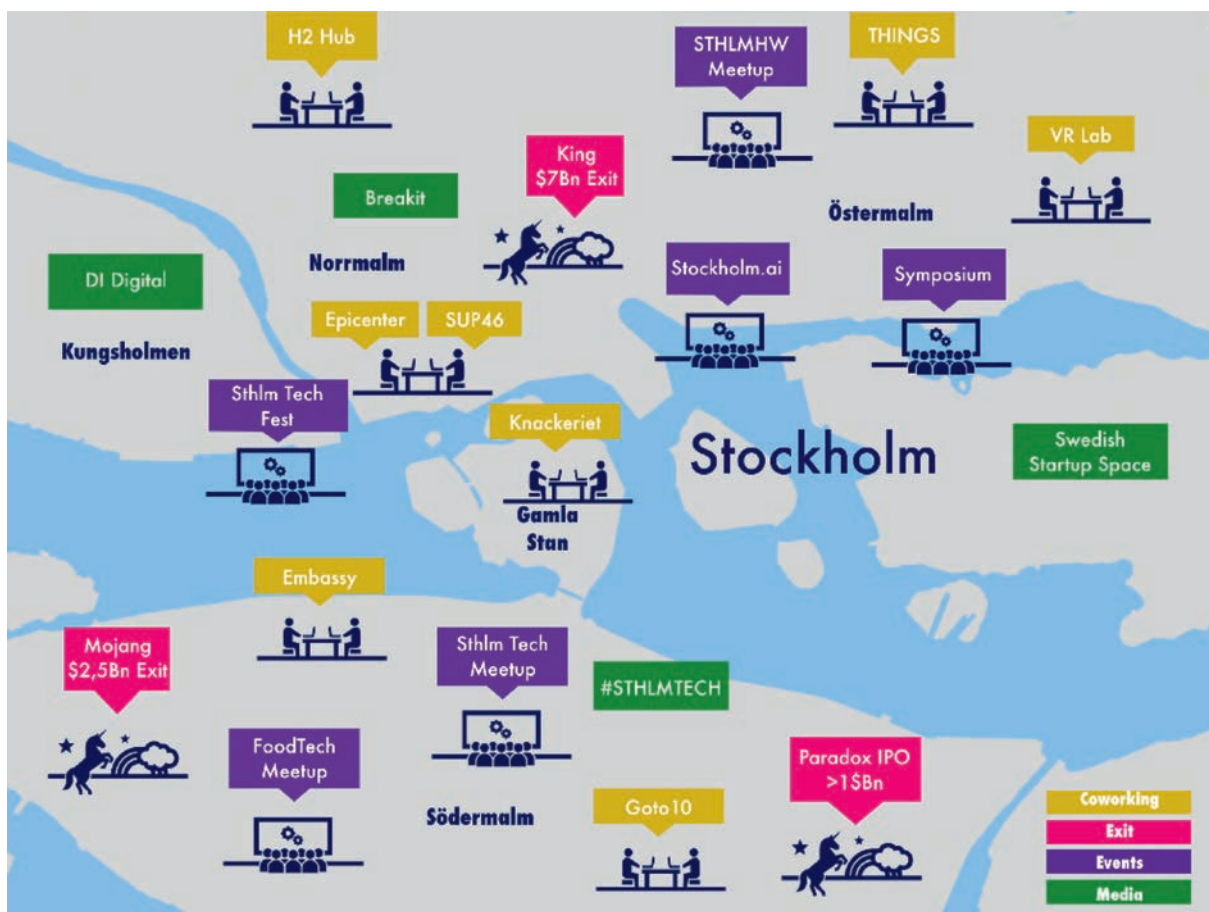 H2 Hub
STHLMHW
Meetup
THINGS
VR Lab
King
$7Bn Exit
Breakit
Östermalm
Norrmalm
DI Digital
Stockholm.ai
Symposium
Epicenter
SUP46
Kungsholmen
Sthlm Tech
Fest
Knackeriet
Stockholm
Swedish
Startup Space
Gamla
Stan
Embassy
Mojang
$2,5Bn Exit
Sthlm Tech
Meetup
#STHLMTECH
FoodTech
Meetup
Paradox IPO
>1$Bn
Södermalm
Goto10
Coworking
Exit
Events
Media